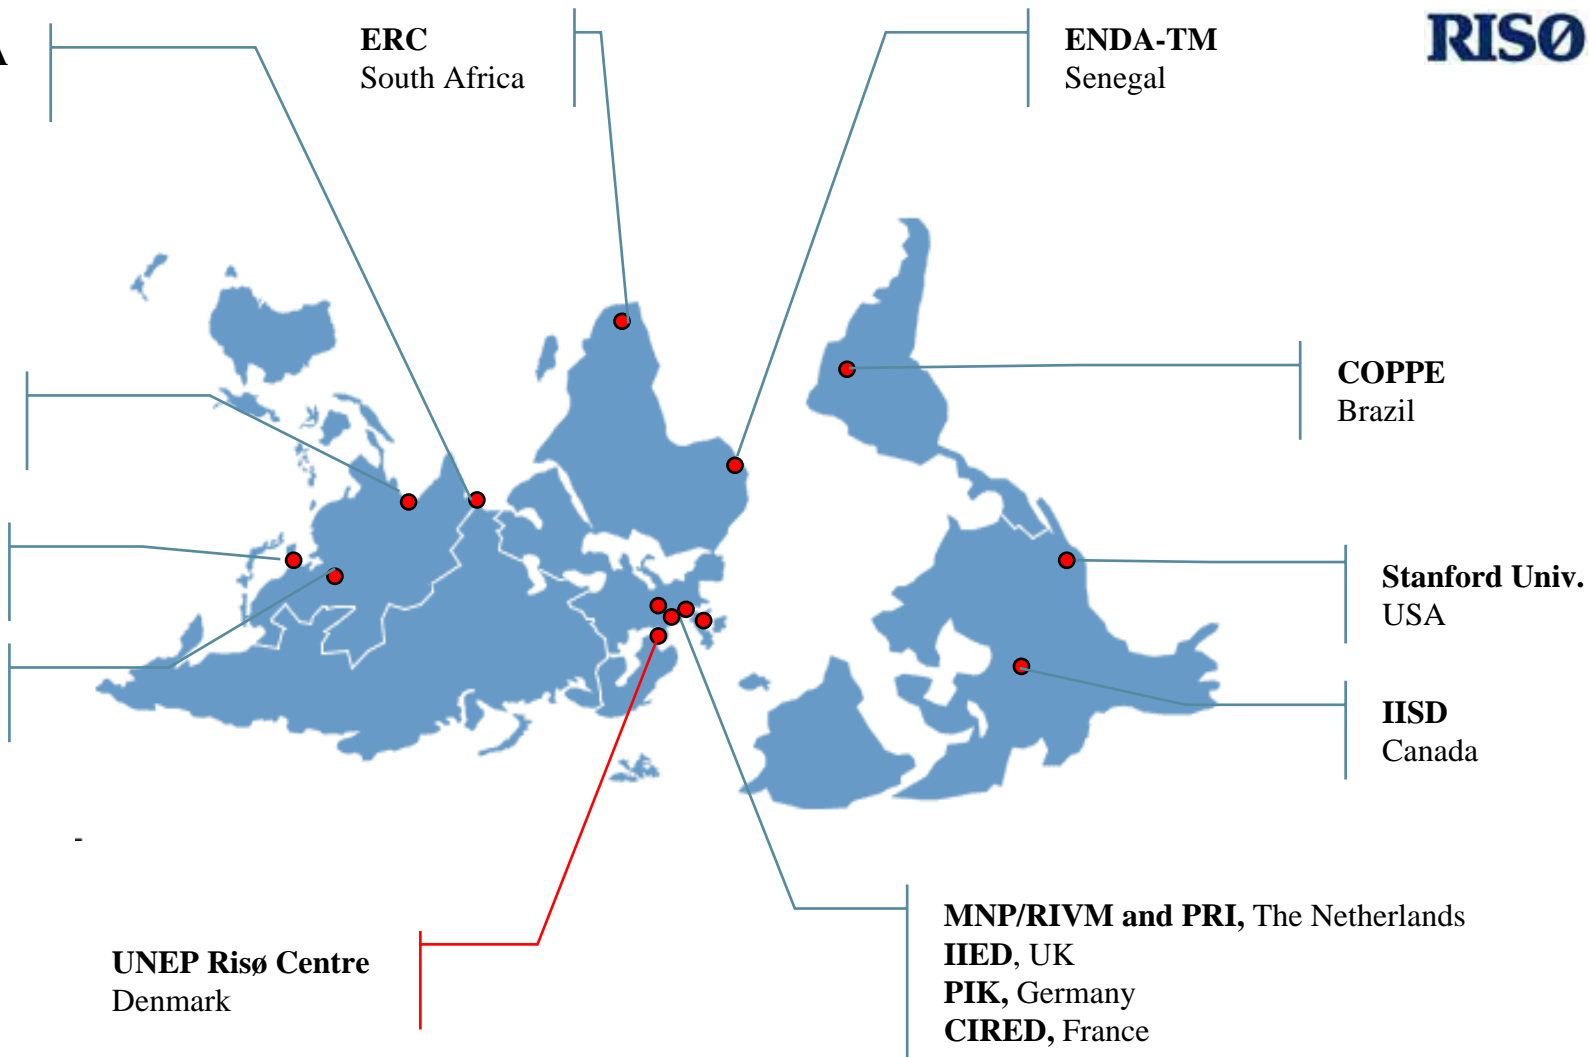 A
ERC
South Africa
ENDA-TM
Senegal
RISØ
COPPE
Brazil
Stanford Univ.
USA
IISD
Canada
-
UNEP Risø Centre
Denmark
MNP/RIVM and PRI, The Netherlands
IIED, UK
PIK, Germany
CIRED, France